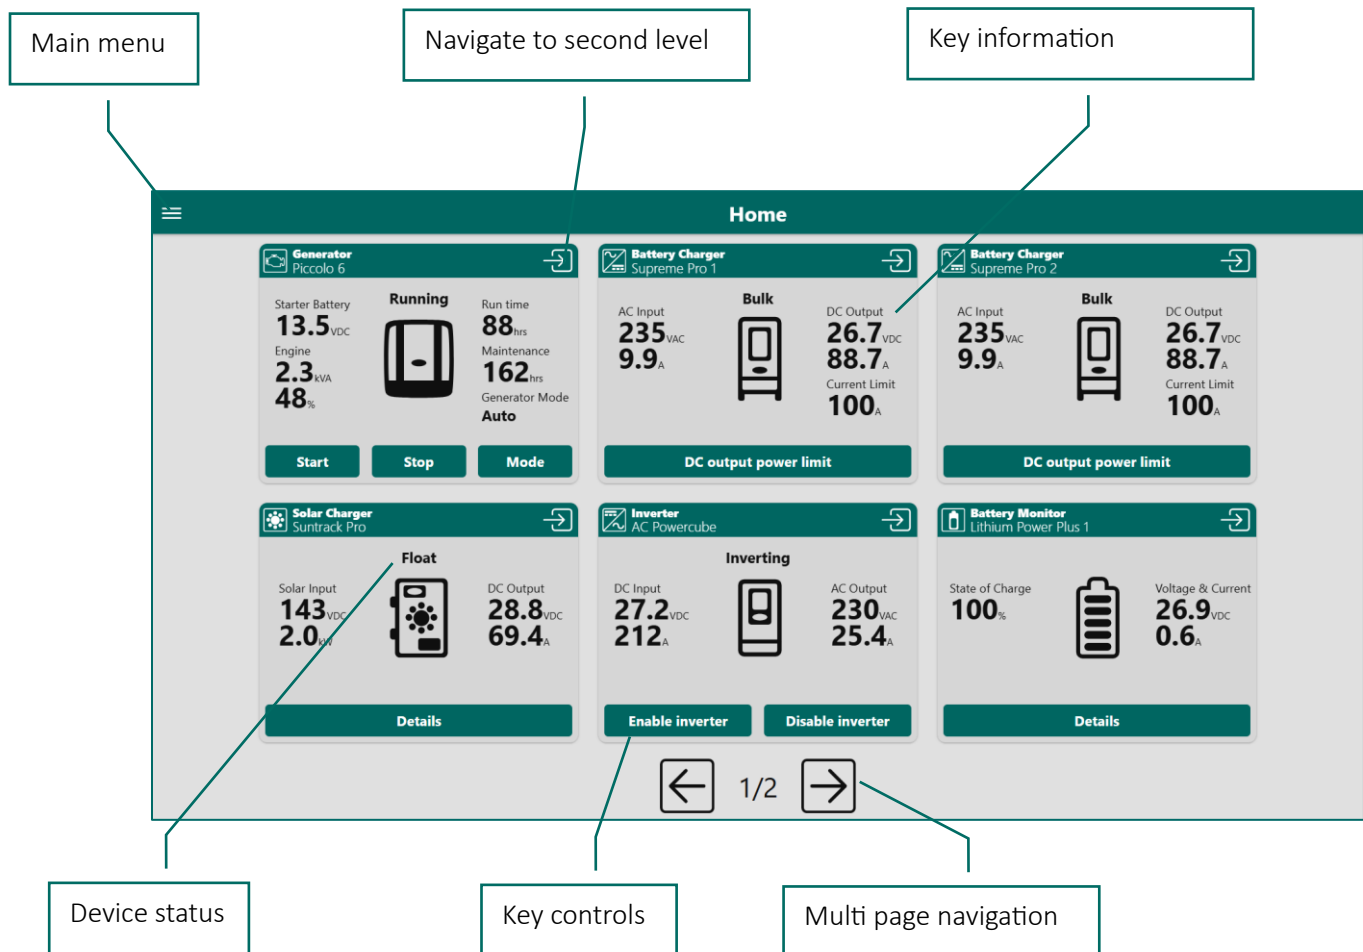 Main menu
Navigate to second level
Key information
Home
Generator
Piccolo 6
Starter Battery
13.5VDC
Engine
2.3kVA
48%
Running
Run time
88hrs
Maintenance
162hrs
Generator Mode
Auto
Start
Stop
Mode
Battery Charger
Supreme Pro 1
AC Input
235VAC
9.9A
Bulk
DC Output
26.7VDC
88.7A
Current Limit
100A
DC output power limit
Battery Charger
Supreme Pro 2
AC Input
235VAC
9.9A
Bulk
DC Output
26.7VDC
88.7A
Current Limit
100A
DC output power limit
Solar Charger
Suntrack Pro
Solar Input
143VDC
2.0kW
Float
DC Output
28.8VDC
69.4A
Details
Inverter
AC Powercube
DC Input
27.2VDC
212A
Inverting
AC Output
230VAC
25.4A
Enable inverter
Disable inverter
Battery Monitor
Lithium Power Plus 1
State of Charge
100%
Voltage & Current
26.9VDC
0.6A
Details
1/2
Device status
Key controls
Multi page navigation